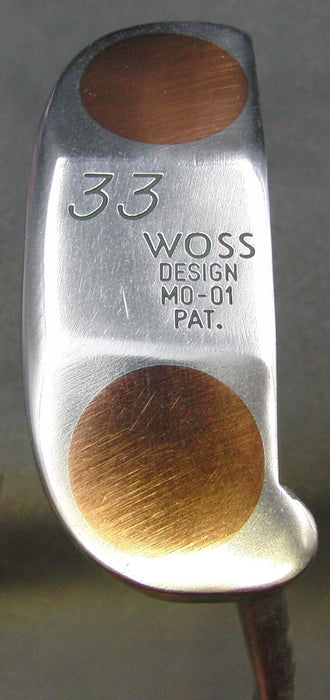 33
WOSS
DESIGN
MO-01
PAT.